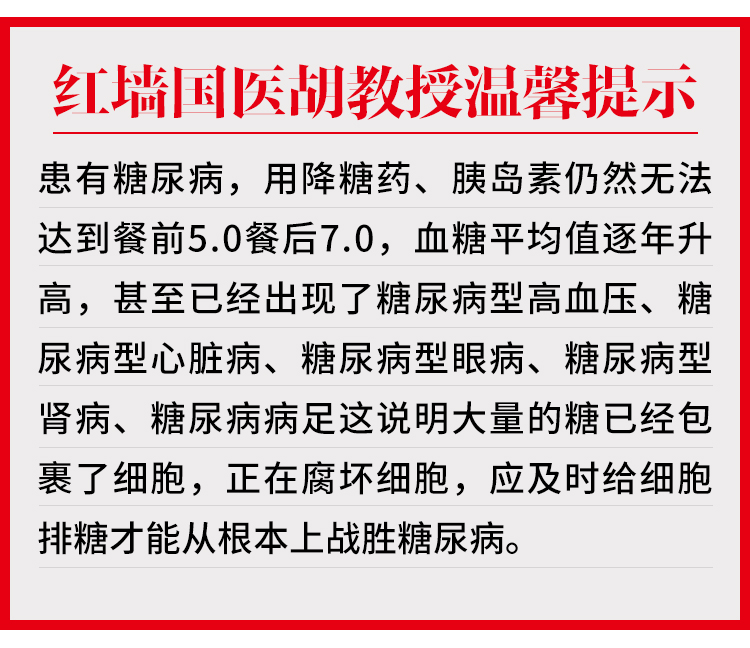 红墙国医胡教授温馨提示
患有糖尿病，用降糖药、胰岛素仍然无法
达到餐前5.0餐后7.0，血糖平均值逐年升
高，甚至已经出现了糖尿病型高血压、糖
尿病型心脏病、糖尿病型眼病、糖尿病型
肾病、糖尿病病足这说明大量的糖已经包
裹了细胞，正在腐坏细胞，应及时给细胞
排糖才能从根本上战胜糖尿病。